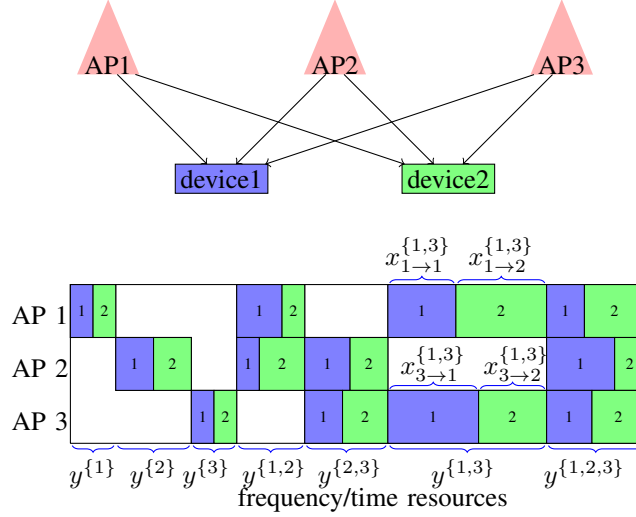 AP1 AP2 AP3
device1 device2
x_{1→1}^{\{1,3\}} x_{1→2}^{\{1,3\}}
AP 1 1 2 1 2 1 2 1 2
AP 2 1 2 1 2 1 2 x_{3→1}^{\{1,3\}} x_{3→2}^{\{1,3\}} 1 2
AP 3 1 2 1 2 1 2 1 2
y^{\{1\}} y^{\{2\}} y^{\{3\}} y^{\{1,2\}} y^{\{2,3\}} y^{\{1,3\}} y^{\{1,2,3\}}
frequency/time resources